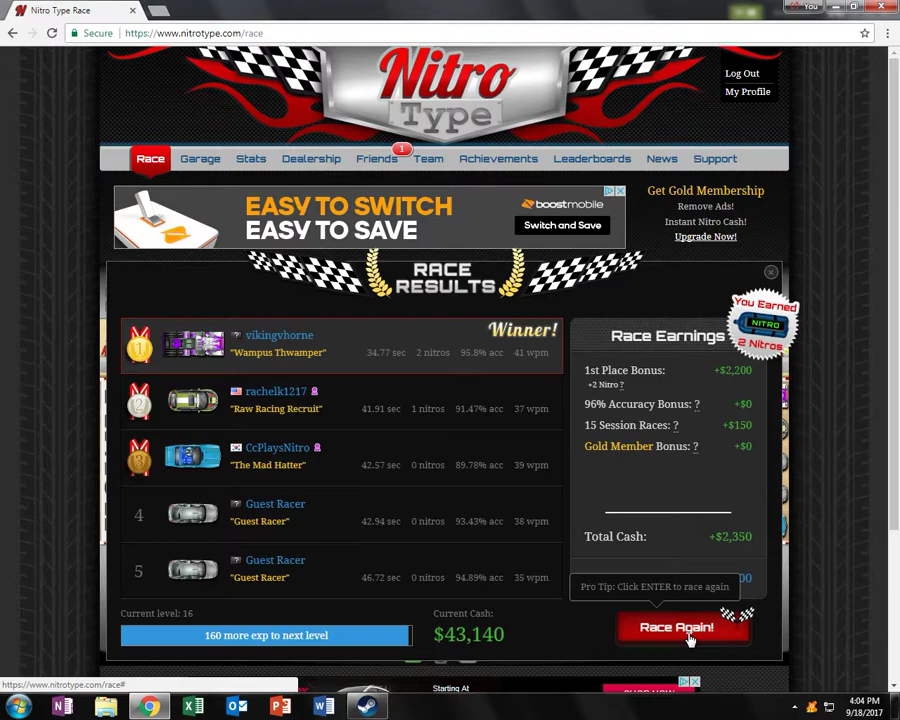 Nitro Type Race
You
Secure
https://www.nitrotype.com/race
Nitro
Type
Log Out
My Profile
Race
Garage
Stats
Dealership
Friends
1
Team
Achievements
Leaderboards
News
Support
EASY TO SWITCH
EASY TO SAVE
boostmobile
Switch and Save
Get Gold Membership
Remove Ads!
Instant Nitro Cash!
Upgrade Now!
RACE
RESULTS
You Earned
NITRO
2 Nitros
1
vikingvhorne
Winner!
"Wampus Thwamper" 34.77 sec 2 nitros 95.8% acc 41 wpm
2
rachelk1217
"Raw Racing Recruit" 41.91 sec 1 nitros 91.47% acc 37 wpm
3
CcPlaysNitro
"The Mad Hatter" 42.57 sec 0 nitros 89.78% acc 39 wpm
4
Guest Racer
"Guest Racer" 42.94 sec 0 nitros 93.43% acc 38 wpm
5
Guest Racer
"Guest Racer" 46.72 sec 0 nitros 94.89% acc 35 wpm
Race Earnings
1st Place Bonus: +$2,200
+2 Nitro ?
96% Accuracy Bonus: ? +$0
15 Session Races: ? +$150
Gold Member Bonus: ? +$0
Total Cash: +$2,350
00
Pro Tip: Click ENTER to race again
Current level: 16
160 more exp to next level
Current Cash:
$43,140
Race Again!
https://www.nitrotype.com/race#
Starting At
4:04 PM
9/18/2017